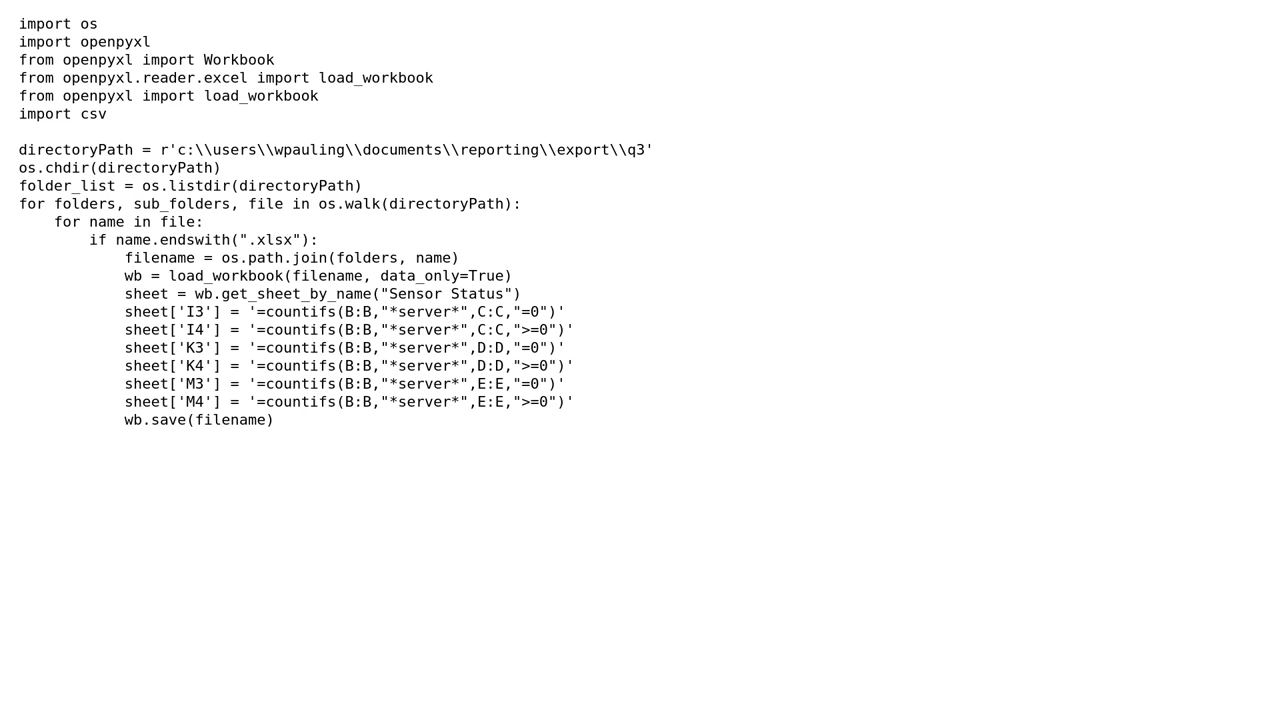 import os
import openpyxl
from openpyxl import Workbook
from openpyxl.reader.excel import load_workbook
from openpyxl import load_workbook
import csv

directoryPath = r'c:\\users\\wpauling\\documents\\reporting\\export\\q3'
os.chdir(directoryPath)
folder_list = os.listdir(directoryPath)
for folders, sub_folders, file in os.walk(directoryPath):
    for name in file:
        if name.endswith(".xlsx"):
            filename = os.path.join(folders, name)
            wb = load_workbook(filename, data_only=True)
            sheet = wb.get_sheet_by_name("Sensor Status")
            sheet['I3'] = '=countifs(B:B,"*server*",C:C,"=0")'
            sheet['I4'] = '=countifs(B:B,"*server*",C:C,">=0")'
            sheet['K3'] = '=countifs(B:B,"*server*",D:D,"=0")'
            sheet['K4'] = '=countifs(B:B,"*server*",D:D,">=0")'
            sheet['M3'] = '=countifs(B:B,"*server*",E:E,"=0")'
            sheet['M4'] = '=countifs(B:B,"*server*",E:E,">=0")'
            wb.save(filename)